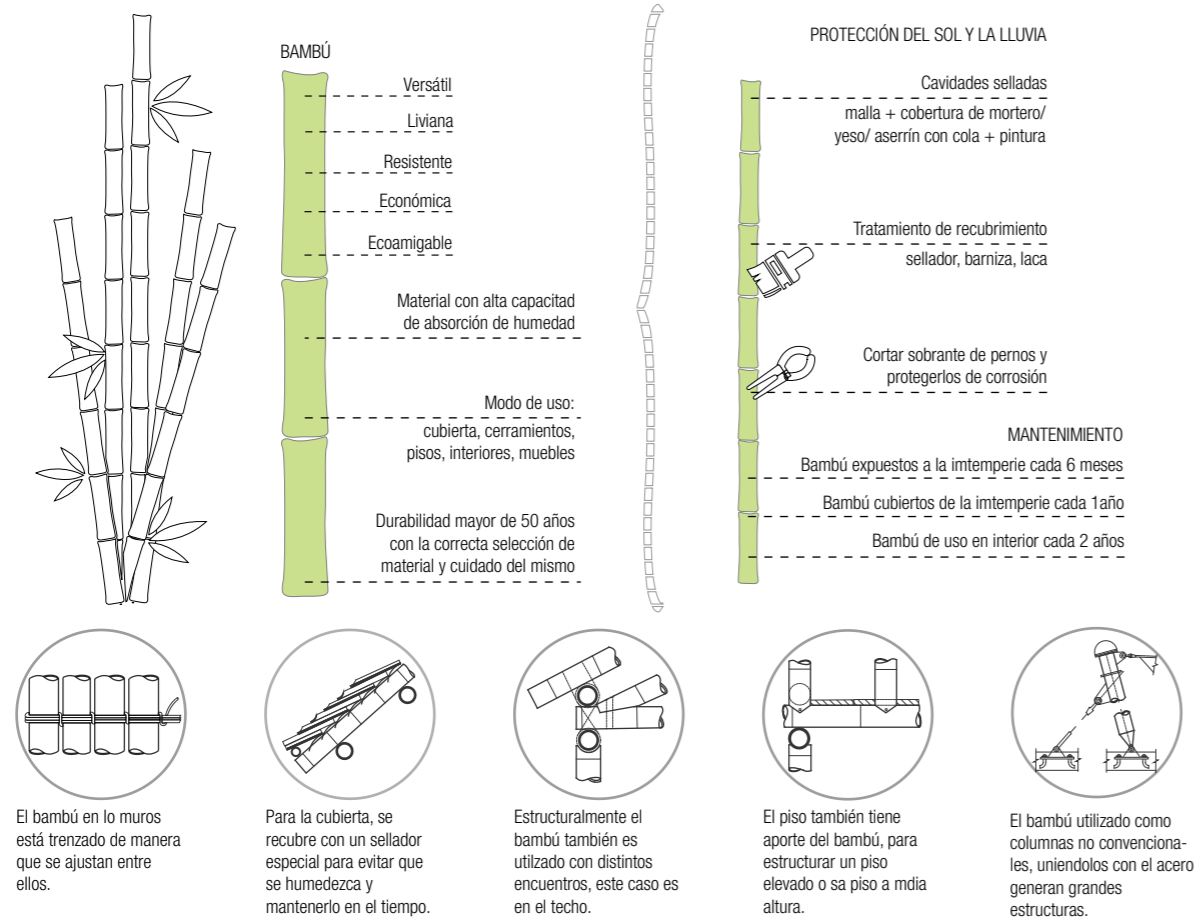 BAMBÚ
Versátil
Liviana
Resistente
Económica
Ecoamigable
Material con alta capacitad
de absorción de humedad
Modo de uso:
cubierta, cerramientos,
pisos, interiores, muebles
Durabilidad mayor de 50 años
con la correcta selección de
material y cuidado del mismo
PROTECCIÓN DEL SOL Y LA LLUVIA
Cavidades selladas
malla + cobertura de mortero/
yeso/ aserrín con cola + pintura
Tratamiento de recubrimiento
sellador, barniza, laca
Cortar sobrante de pernos y
protegerlos de corrosión
MANTENIMIENTO
Bambú expuestos a la imtemperie cada 6 meses
Bambú cubiertos de la imtemperie cada 1año
Bambú de uso en interior cada 2 años
El bambú en lo muros
está trenzado de manera
que se ajustan entre
ellos.
Para la cubierta, se
recubre con un sellador
especial para evitar que
se humedezca y
mantenerlo en el tiempo.
Estructuralmente el
bambú también es
utilzado con distintos
encuentros, este caso es
en el techo.
El piso también tiene
aporte del bambú, para
estructurar un piso
elevado o sa piso a mdia
altura.
El bambú utilizado como
columnas no convenciona-
les, uniendolos con el acero
generan grandes
estructuras.